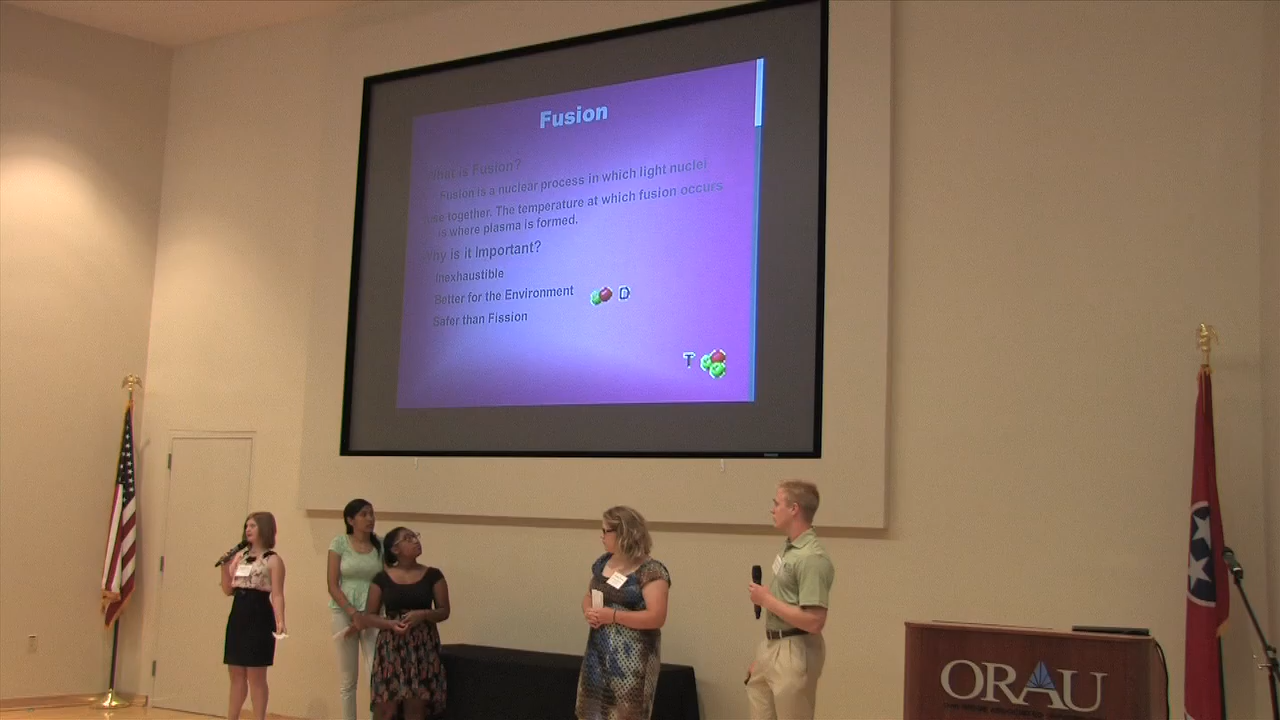 Fusion
What is Fusion?
Fusion is a nuclear process in which light nuclei
fuse together. The temperature at which fusion occurs
is where plasma is formed.
Why is it Important?
Inexhaustible
Better for the Environment
D
Safer than Fission
T
ORAU